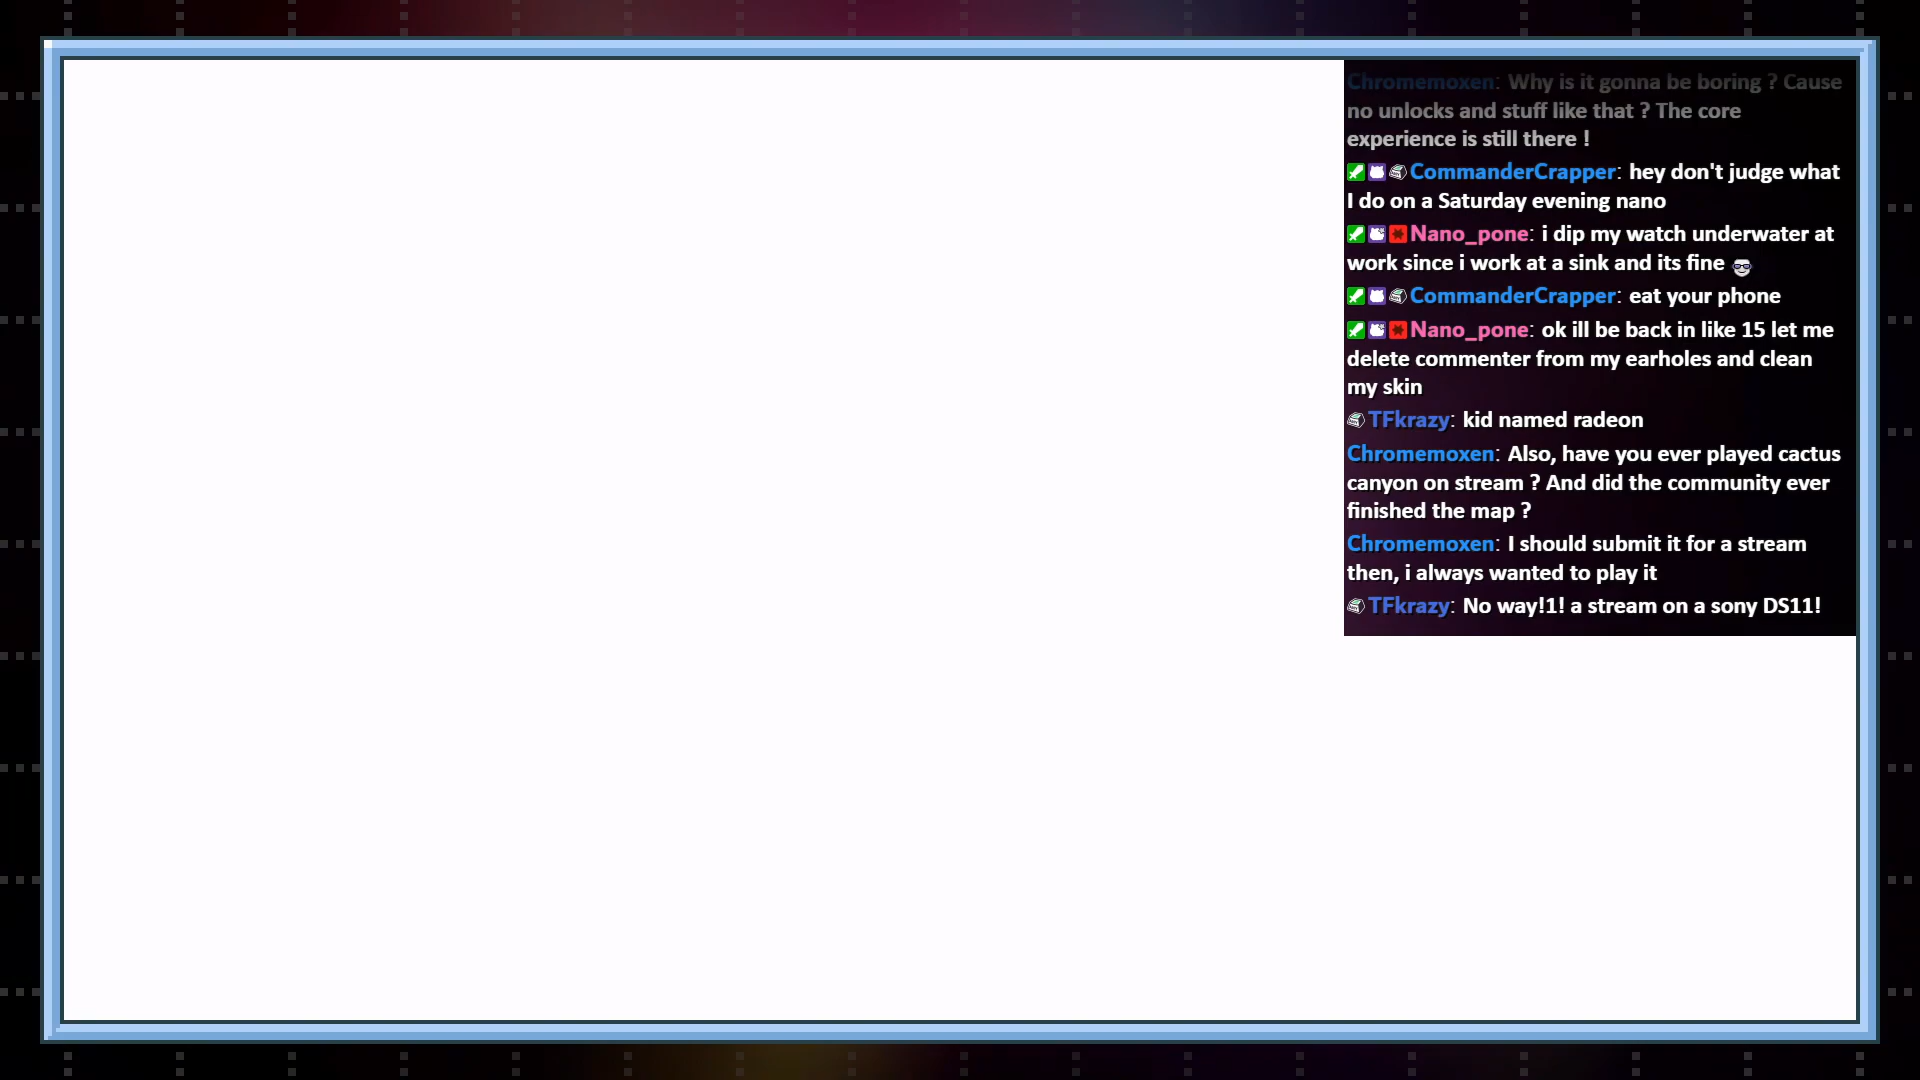 Chromemoxen: Why is it gonna be boring ? Cause
no unlocks and stuff like that ? The core
experience is still there !
CommanderCrapper: hey don't judge what
I do on a Saturday evening nano
Nano_pone: i dip my watch underwater at
work since i work at a sink and its fine
CommanderCrapper: eat your phone
Nano_pone: ok ill be back in like 15 let me
delete commenter from my earholes and clean
my skin
TFkrazy: kid named radeon
Chromemoxen: Also, have you ever played cactus
canyon on stream ? And did the community ever
finished the map ?
Chromemoxen: I should submit it for a stream
then, i always wanted to play it
TFkrazy: No way!1! a stream on a sony DS11!